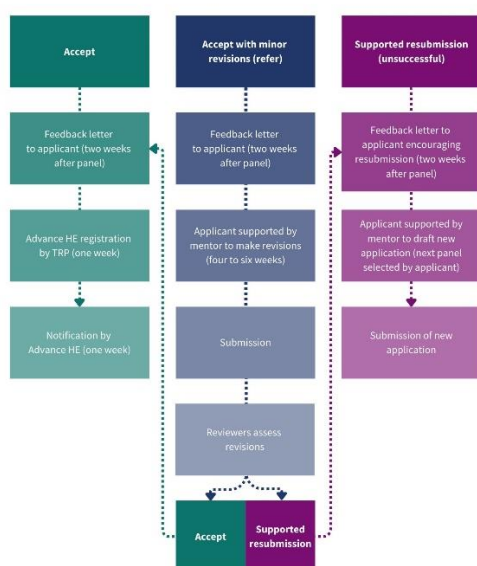 Accept
Feedback letter
to applicant (two weeks
after panel)
Advance HE registration
by TRP (one week)
Notification by
Advance HE (one week)
Accept with minor
revisions (refer)
Feedback letter
to applicant (two weeks
after panel)
Applicant supported by
mentor to make revisions
(four to six weeks)
Submission
Reviewers assess
revisions
Accept
Supported
resubmission
Supported resubmission
(unsuccessful)
Feedback letter to
applicant encouraging
resubmission (two weeks
after panel)
Applicant supported by
mentor to draft new
application (next panel
selected by applicant)
Submission of new
application